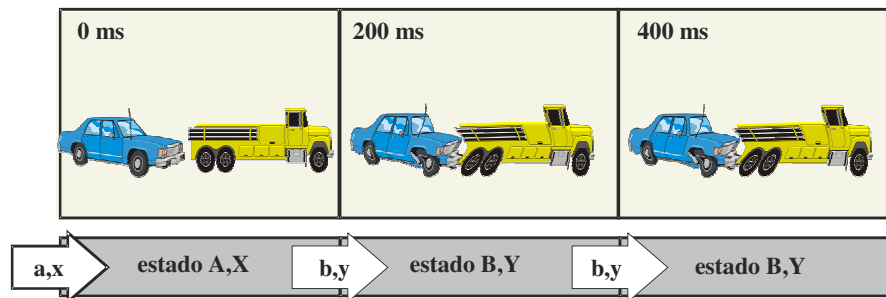 0 ms
200 ms
400 ms
a,x
estado A,X
b,y
estado B,Y
b,y
estado B,Y